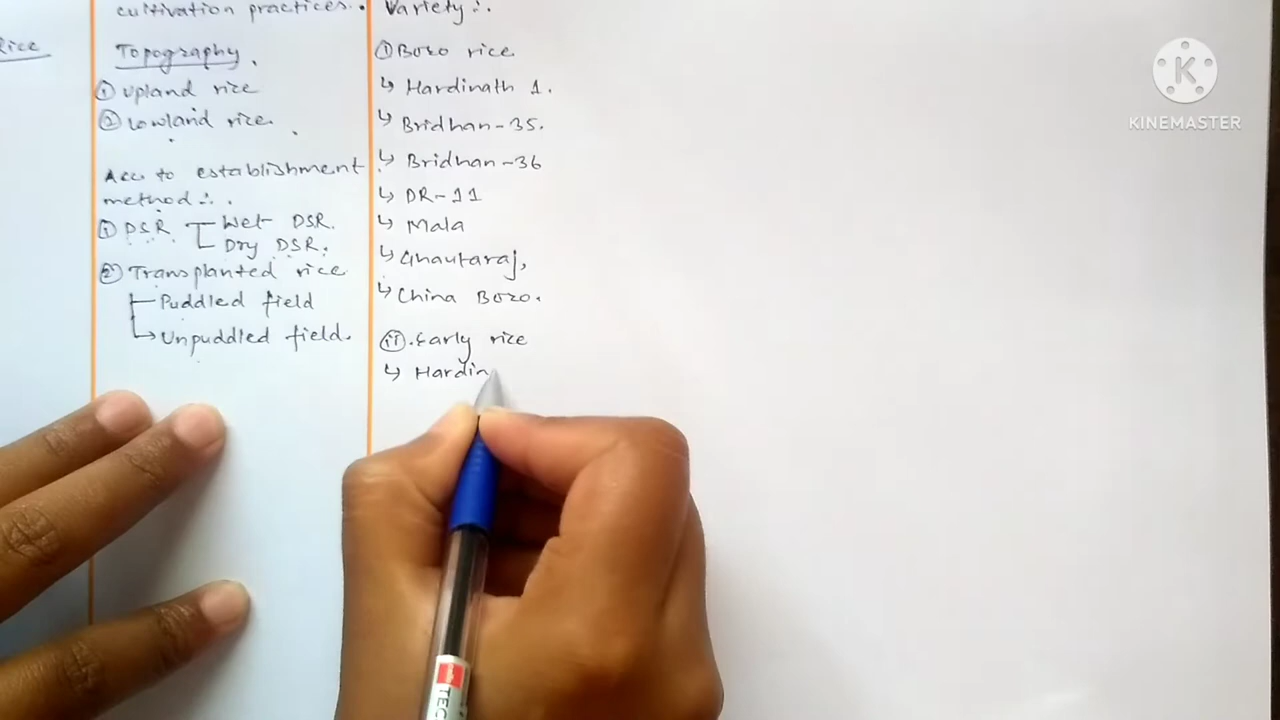 Rice
cultivation practices.
Topography.
① Upland rice
② Lowland rice.
Acc to establishment
method :-
① DSR Wet DSR.
Dry DSR.
② Transplanted rice
Puddled field
Unpuddled field.
Variety :-
① Boro rice
↳ Hardinath 1.
↳ Bridhan-35.
↳ Bridhan-36
↳ DR-11
↳ Mala
↳ Ghautaraj,
↳ China Boro.
ii. Early rice
↳ Hardin
K
KINEMASTER
TEC